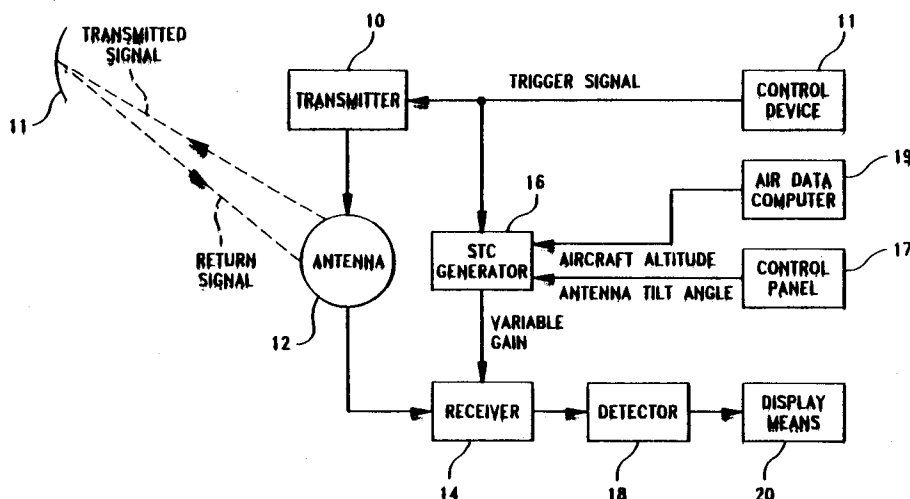 10
11
TRANSMITTED
SIGNAL
11
TRANSMITTER
TRIGGER SIGNAL
CONTROL
DEVICE
19
16
AIR DATA
COMPUTER
RETURN
SIGNAL
ANTENNA
12
STC
GENERATOR
AIRCRAFT ALTITUDE
ANTENNA TILT ANGLE
17
CONTROL
PANEL
VARIABLE
GAIN
RECEIVER
DETECTOR
DISPLAY
MEANS
14
18
20